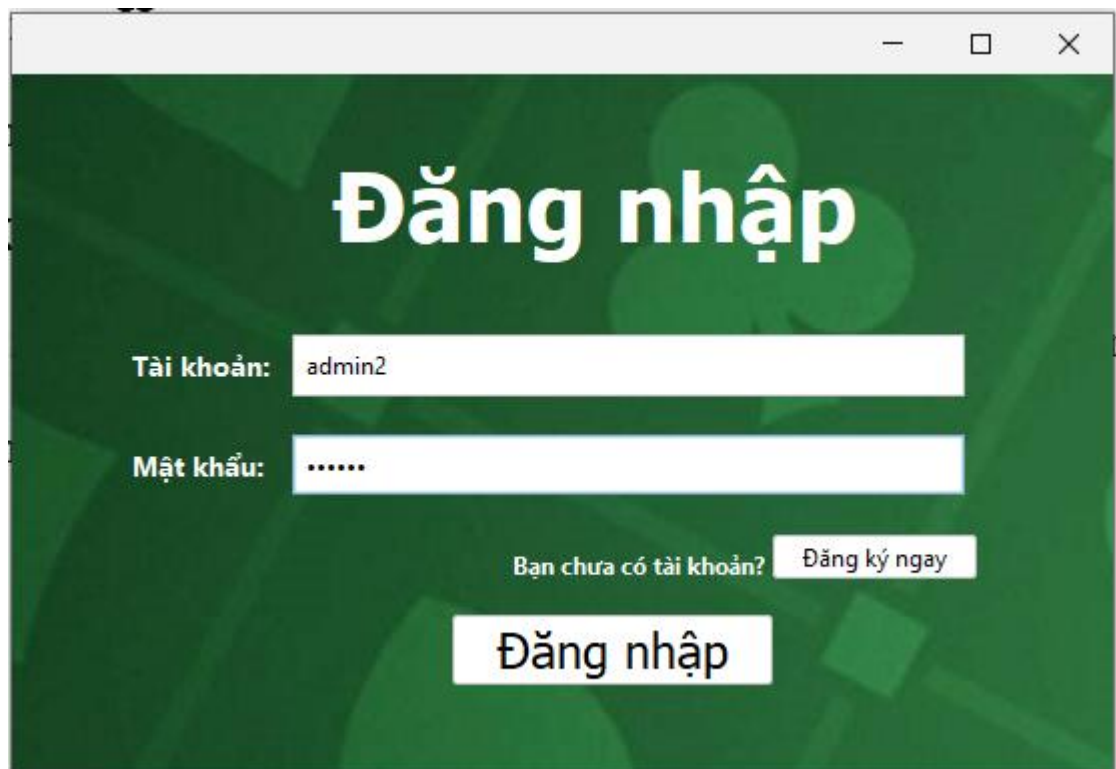 Đăng nhập
Tài khoản: admin2
Mật khẩu: ••••••
Bạn chưa có tài khoản? Đăng ký ngay
Đăng nhập